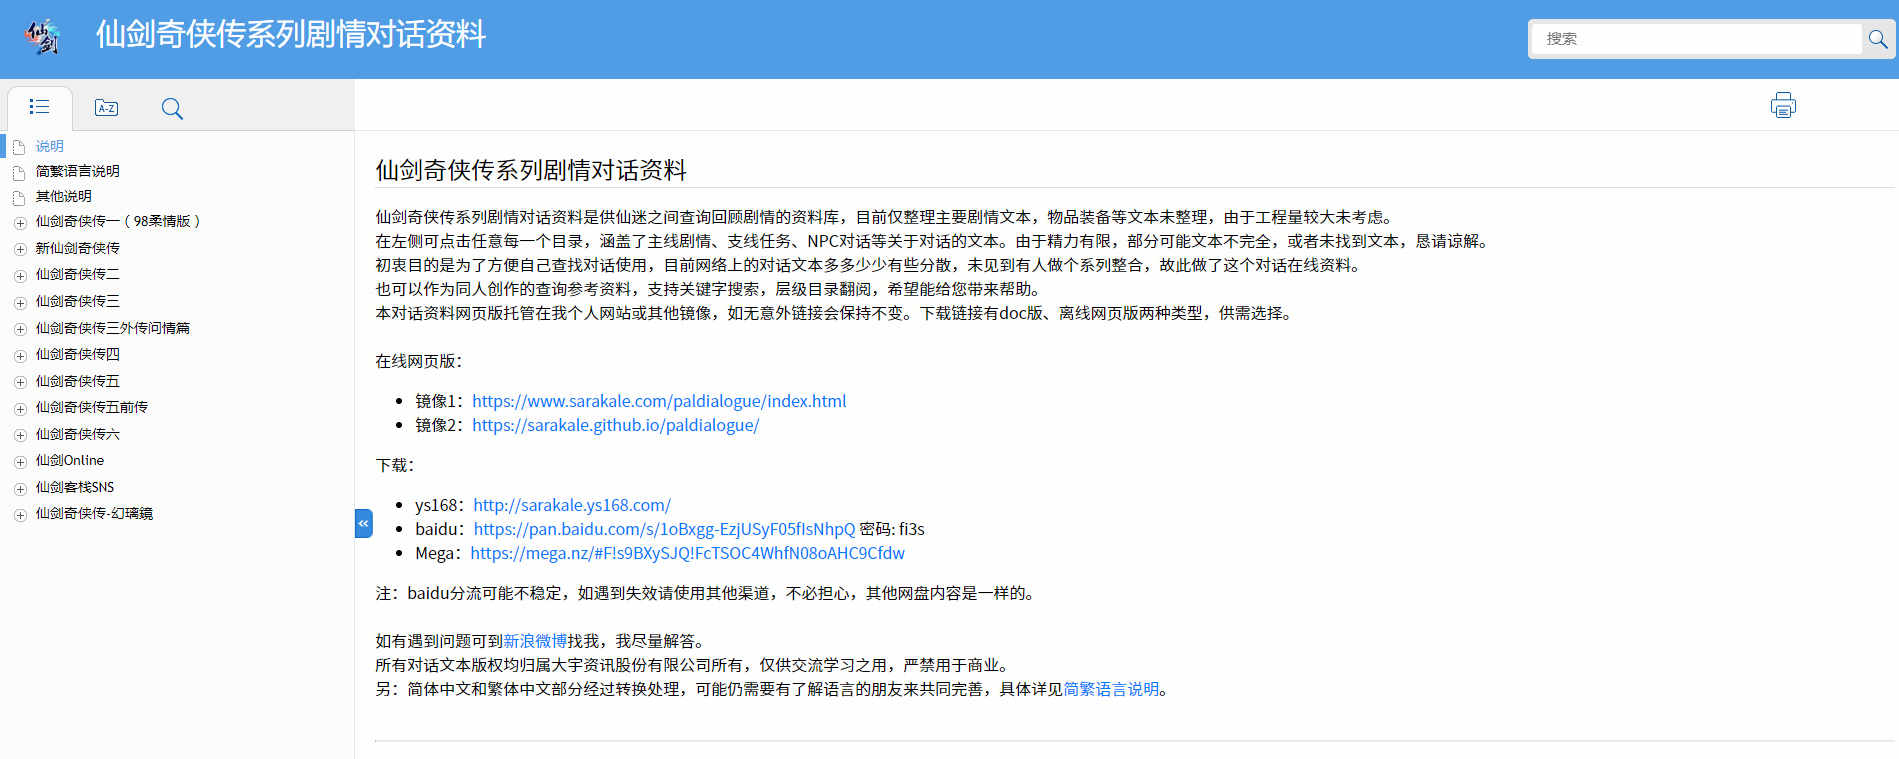 仙剑
仙剑奇侠传系列剧情对话资料
搜索
A-Z
说明
简繁语言说明
其他说明
仙剑奇侠传一（98柔情版）
新仙剑奇侠传
仙剑奇侠传二
仙剑奇侠传三
仙剑奇侠传三外传问情篇
仙剑奇侠传四
仙剑奇侠传五
仙剑奇侠传五前传
仙剑奇侠传六
仙剑Online
仙剑客栈SNS
仙剑奇侠传-幻璃鏡
仙剑奇侠传系列剧情对话资料
仙剑奇侠传系列剧情对话资料是供仙迷之间查询回顾剧情的资料库，目前仅整理主要剧情文本，物品装备等文本未整理，由于工程量较大未考虑。
在左侧可点击任意每一个目录，涵盖了主线剧情、支线任务、NPC对话等关于对话的文本。由于精力有限，部分可能文本不完全，或者未找到文本，恳请谅解。
初衷目的是为了方便自己查找对话使用，目前网络上的对话文本多多少少有些分散，未见到有人做个系列整合，故此做了这个对话在线资料。
也可以作为同人创作的查询参考资料，支持关键字搜索，层级目录翻阅，希望能给您带来帮助。
本对话资料网页版托管在我个人网站或其他镜像，如无意外链接会保持不变。下载链接有doc版、离线网页版两种类型，供需选择。
在线网页版：
镜像1：https://www.sarakale.com/paldialogue/index.html
镜像2：https://sarakale.github.io/paldialogue/
下载：
ys168：http://sarakale.ys168.com/
baidu：https://pan.baidu.com/s/1oBxgg-EzjUSyF05fIsNhpQ 密码: fi3s
Mega：https://mega.nz/#F!s9BXySJQ!FcTSOC4WhfN08oAHC9Cfdw
注：baidu分流可能不稳定，如遇到失效请使用其他渠道，不必担心，其他网盘内容是一样的。
如有遇到问题可到新浪微博找我，我尽量解答。
所有对话文本版权均归属大宇资讯股份有限公司所有，仅供交流学习之用，严禁用于商业。
另：简体中文和繁体中文部分经过转换处理，可能仍需要有了解语言的朋友来共同完善，具体详见简繁语言说明。